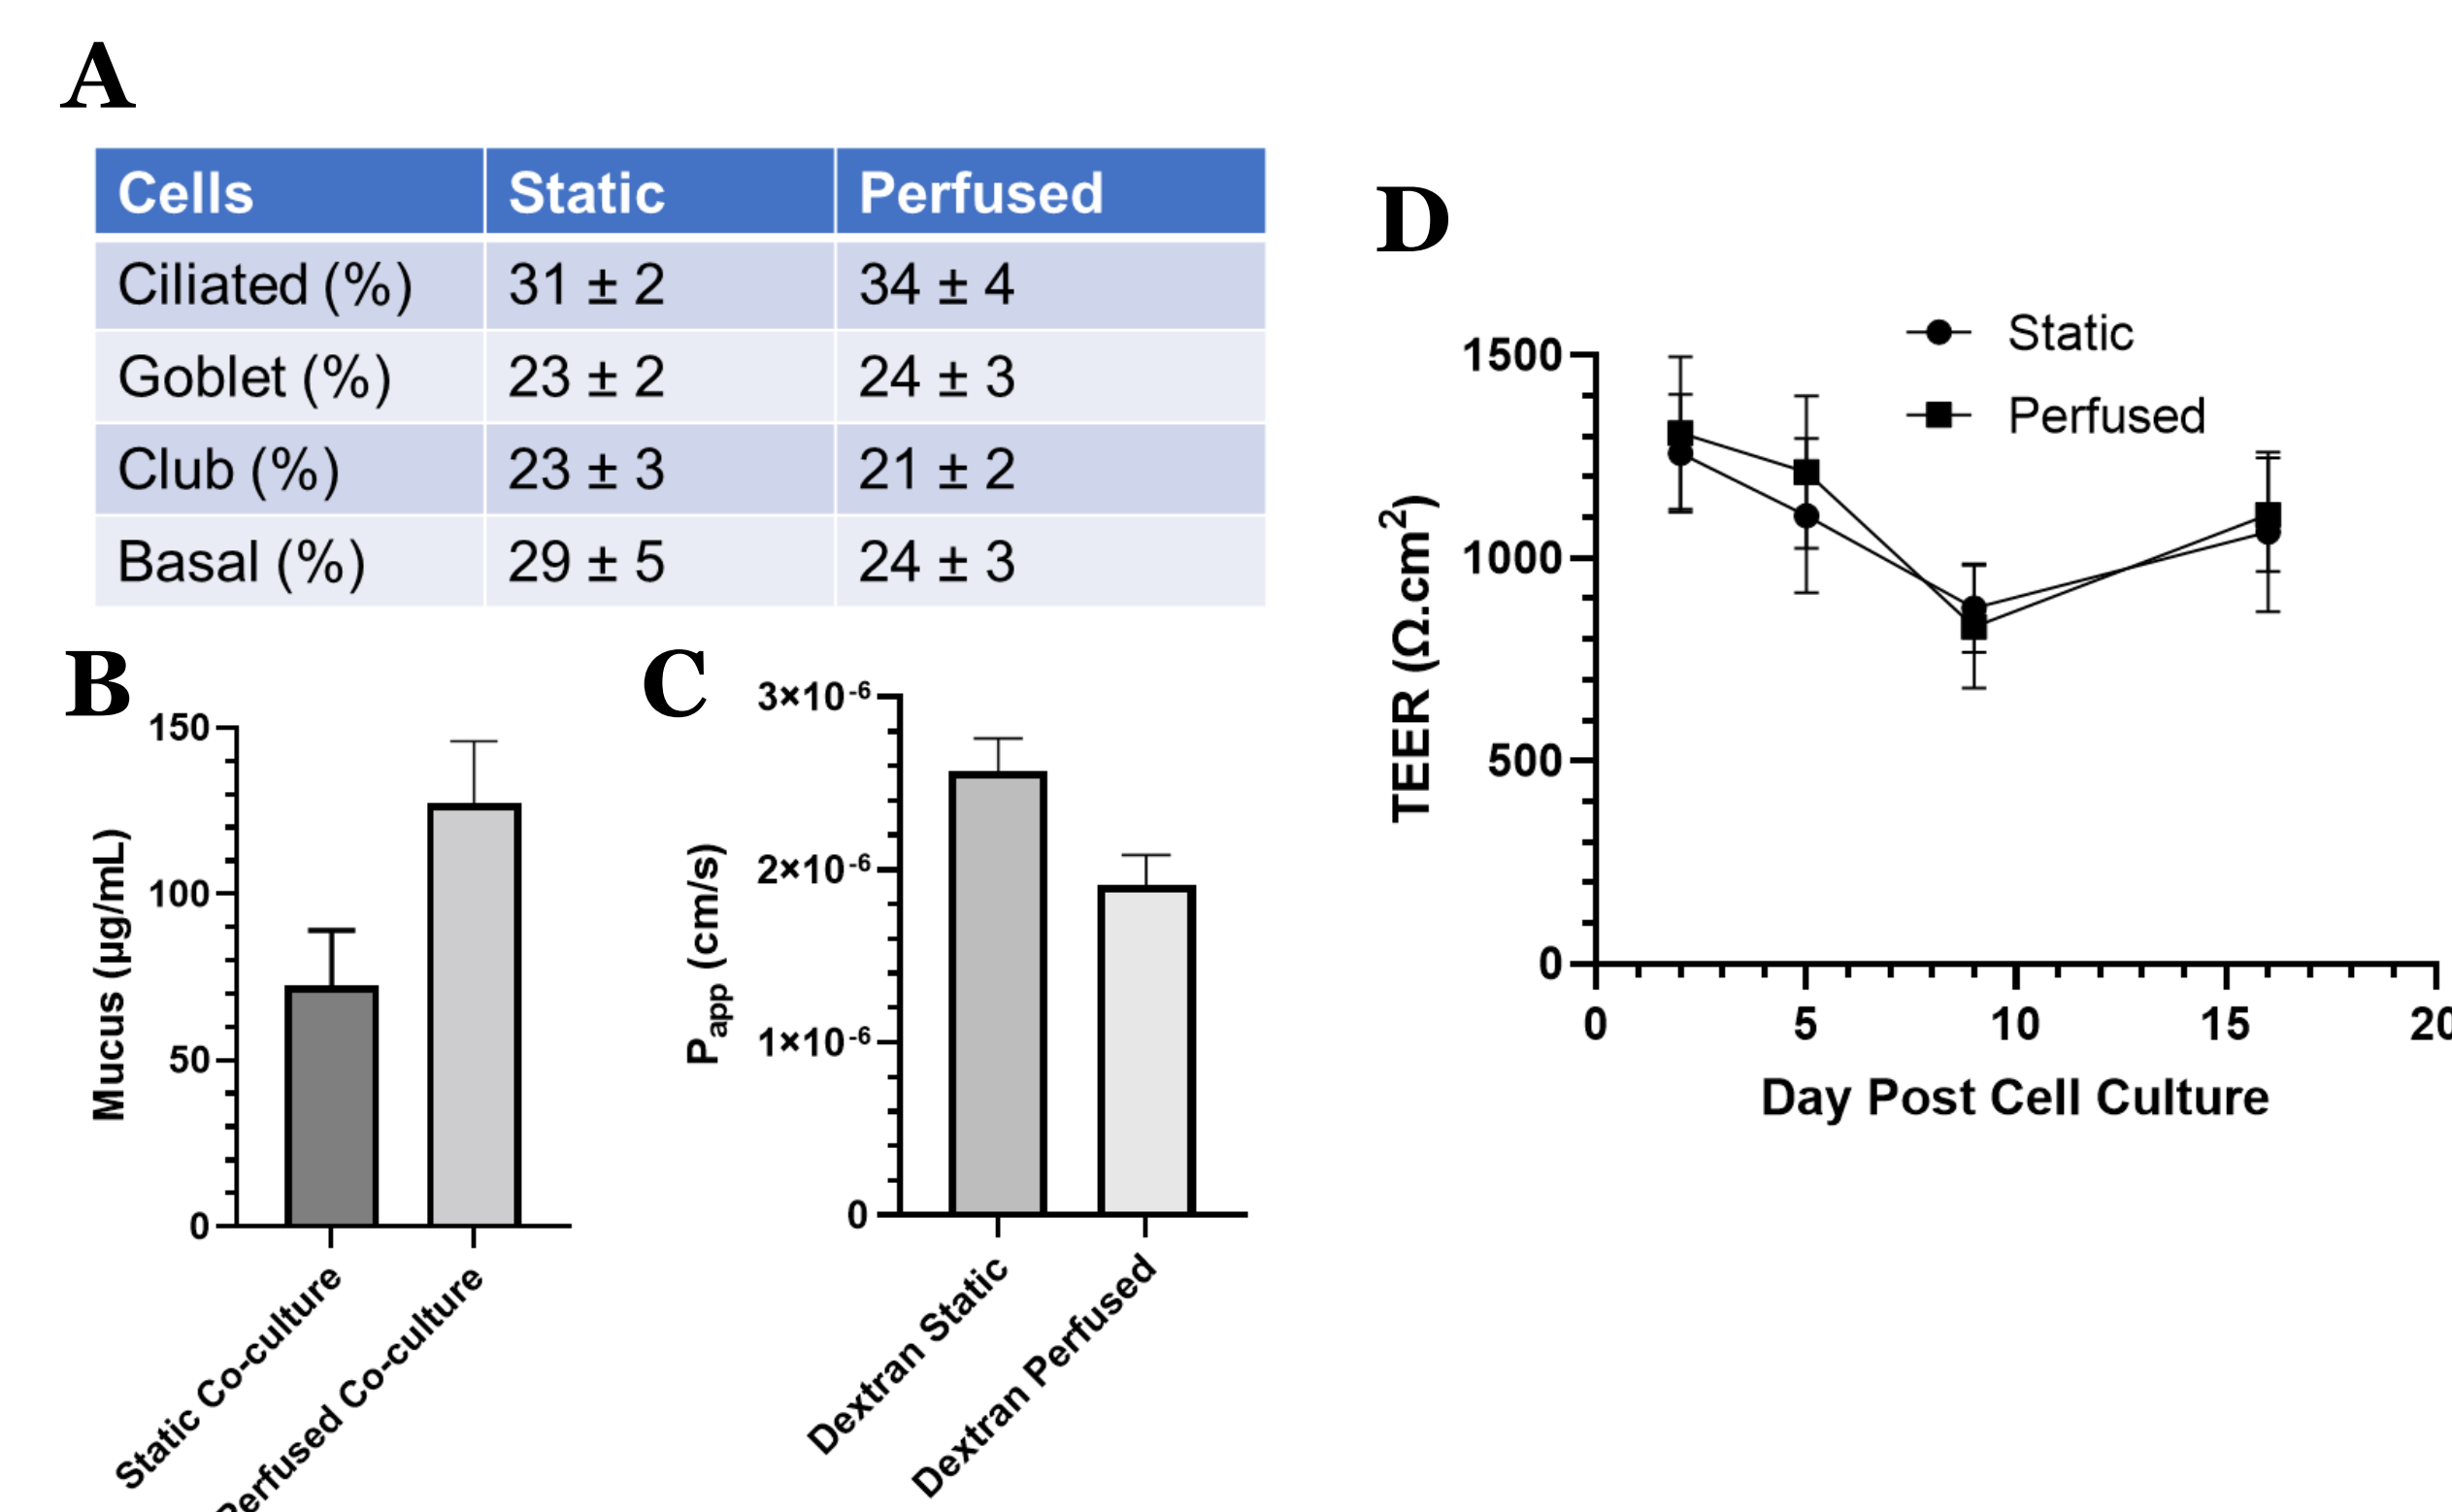 A
Cells Static Perfused
Ciliated (%) 31 ± 2 34 ± 4
Goblet (%) 23 ± 2 24 ± 3
Club (%) 23 ± 3 21 ± 2
Basal (%) 29 ± 5 24 ± 3
B
150
100
50
0
Mucus (µg/mL)
Static Co-culture
Perfused Co-culture
C
3×10⁻⁶
2×10⁻⁶
1×10⁻⁶
0
Papp (cm/s)
Dextran Static
Dextran Perfused
D
Static
Perfused
1500
1000
500
0
TEER (Ω.cm²)
0 5 10 15 20
Day Post Cell Culture